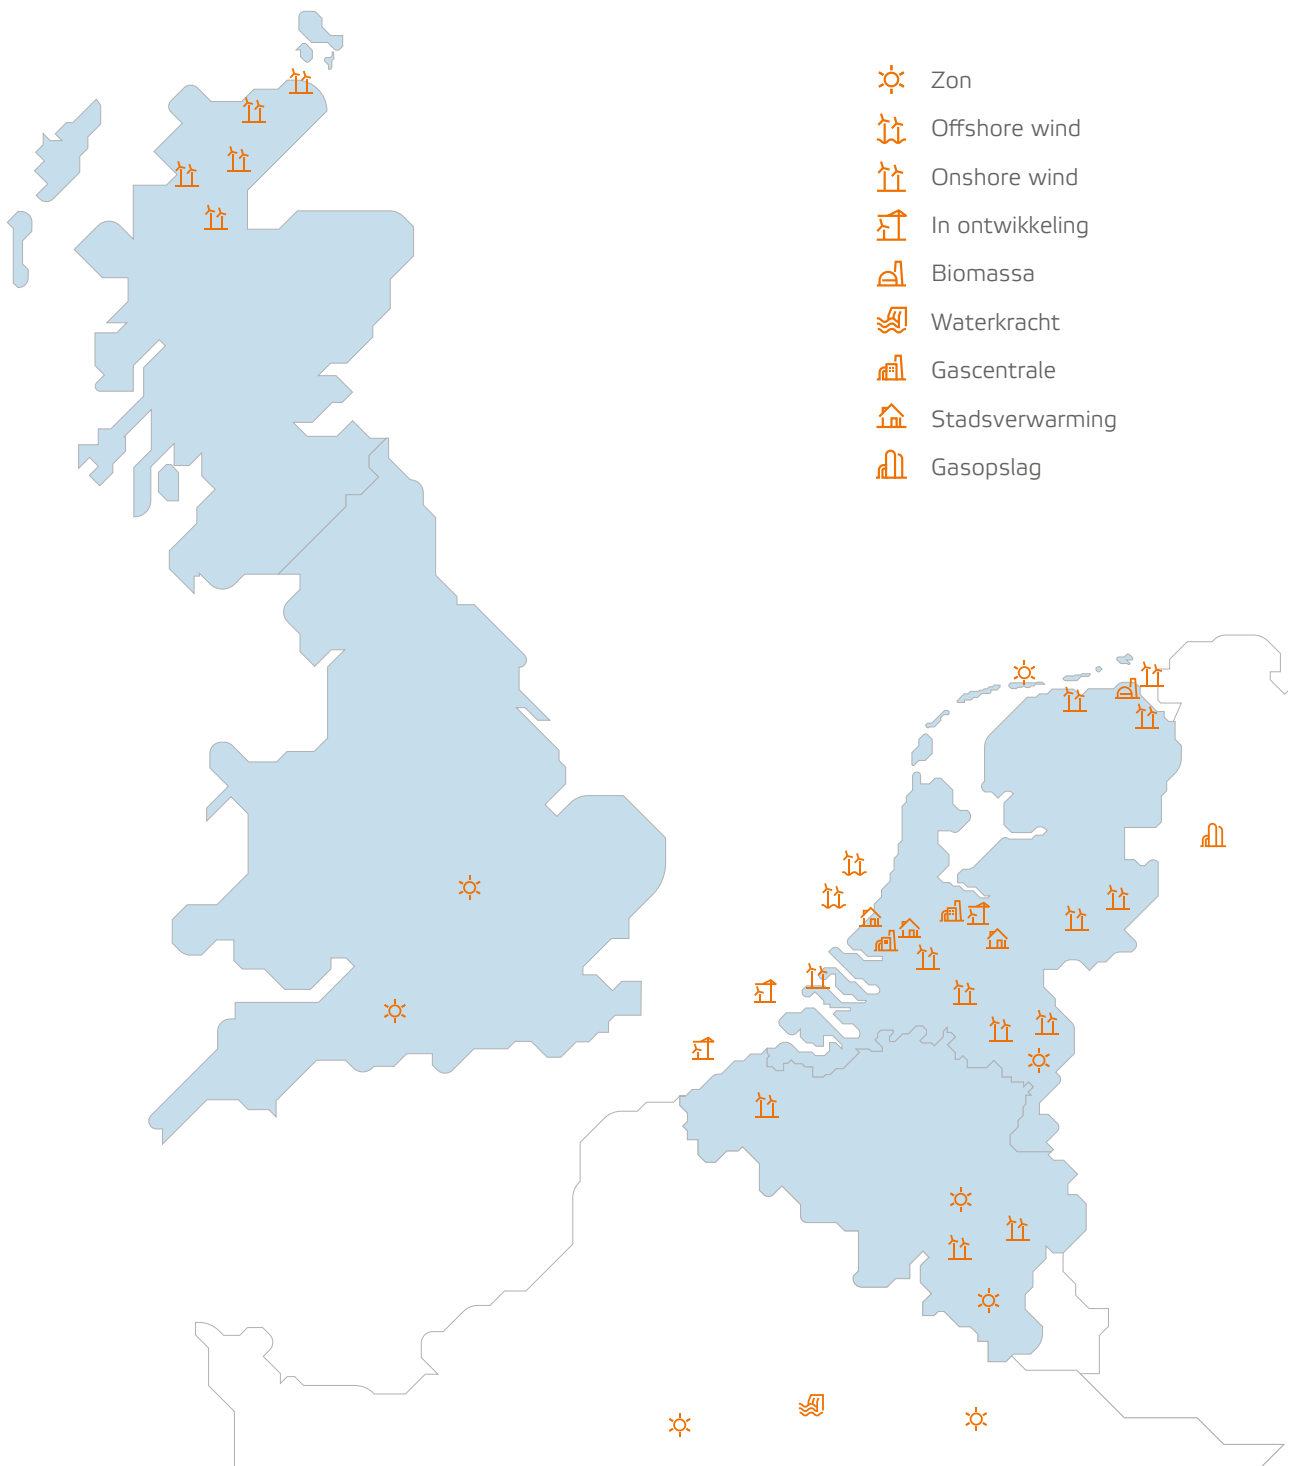 Zon
Offshore wind
Onshore wind
In ontwikkeling
Biomassa
Waterkracht
Gascentrale
Stadsverwarming
Gasopslag